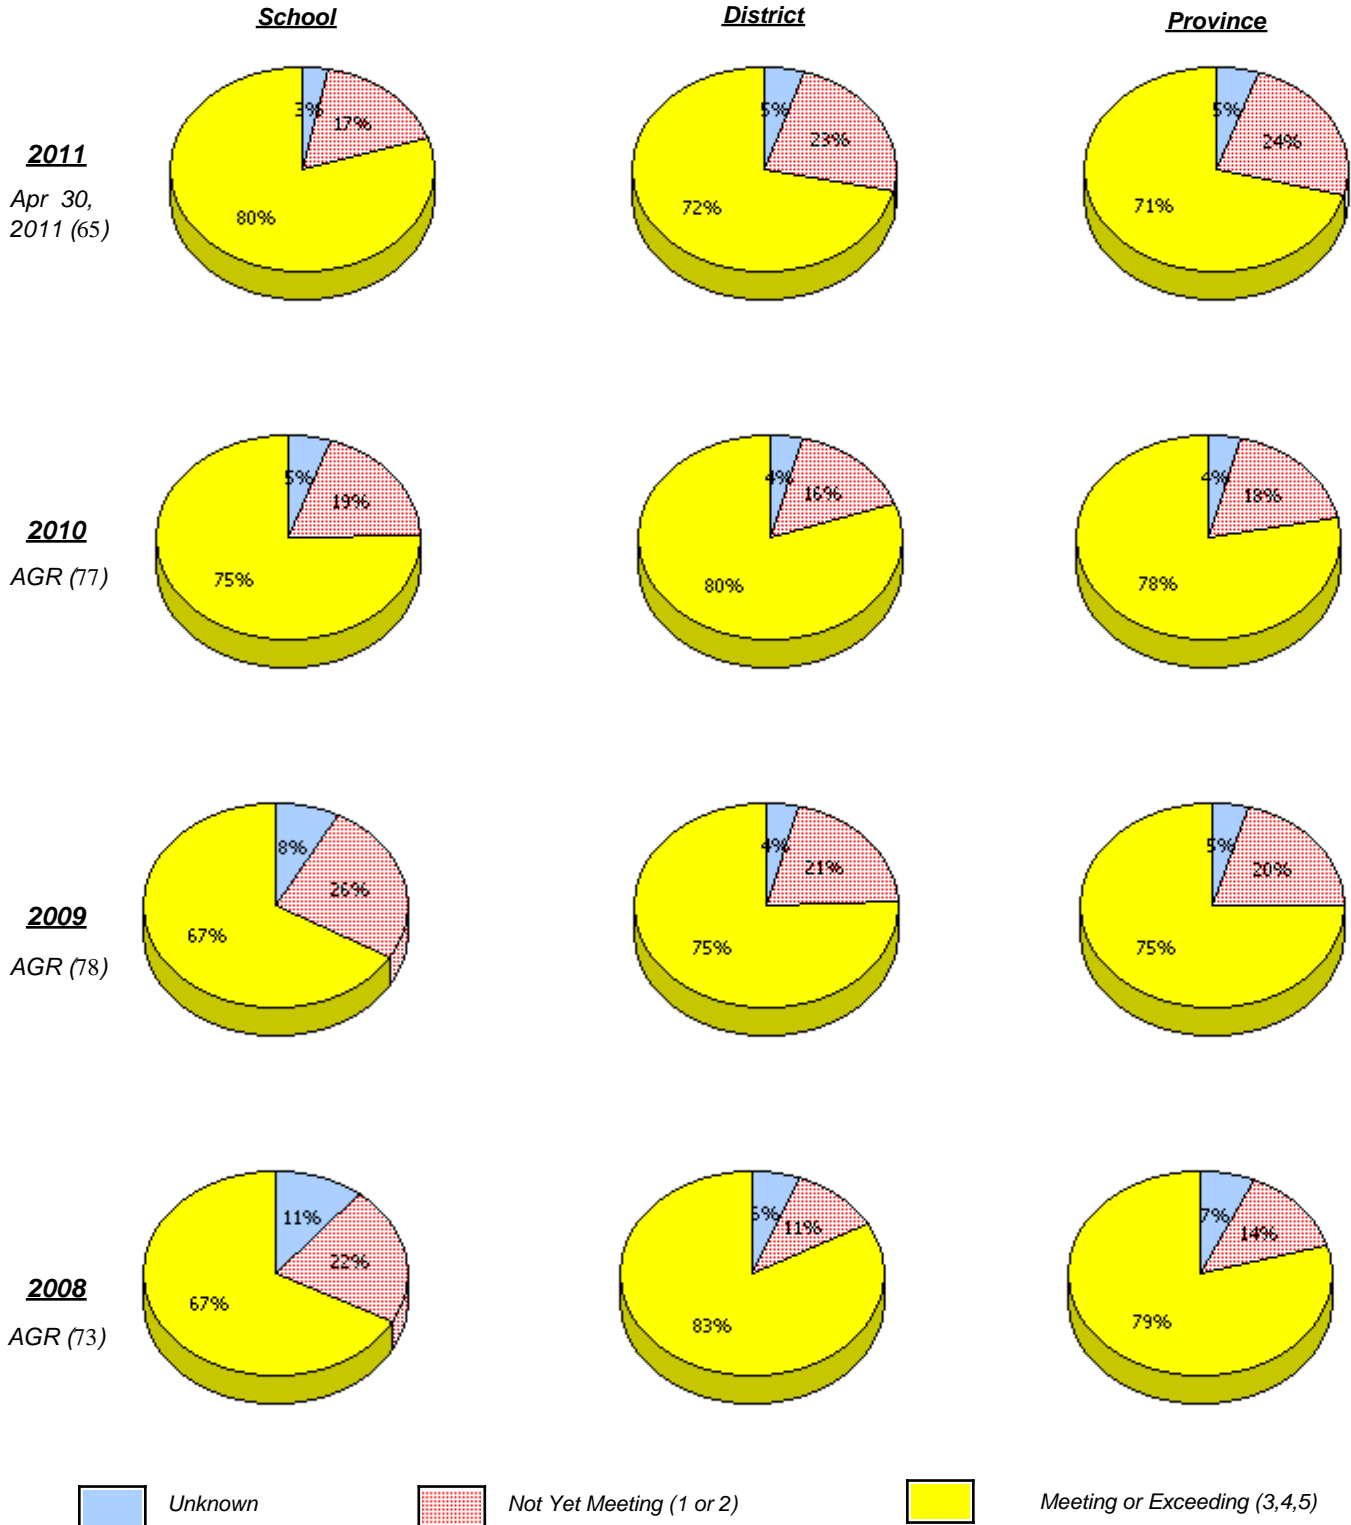 School District Province
3% 17% 80%
5% 23% 72%
5% 24% 71%
2011
Apr 30,
2011 (65)
5% 19% 75%
4% 16% 80%
4% 18% 78%
2010
AGR (77)
8% 26% 67%
4% 21% 75%
5% 20% 75%
2009
AGR (78)
11% 22% 67%
6% 11% 83%
7% 14% 79%
2008
AGR (73)
Unknown Not Yet Meeting (1 or 2) Meeting or Exceeding (3,4,5)